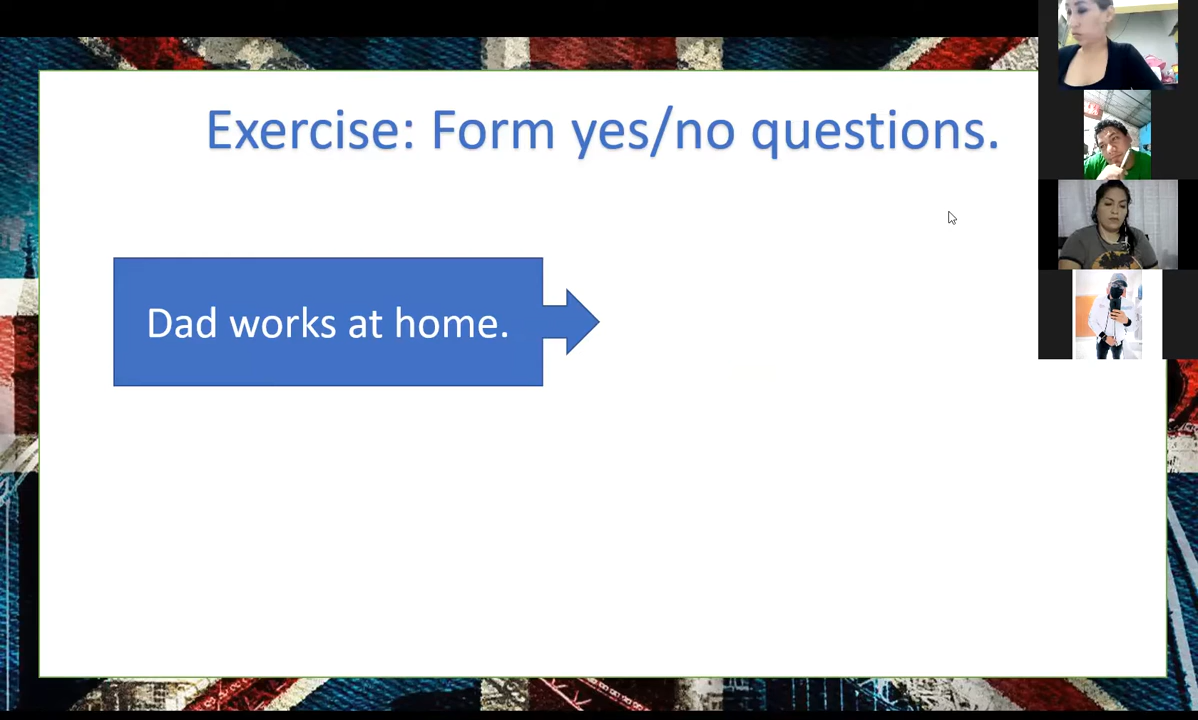 Exercise: Form yes/no questions.
Dad works at home.